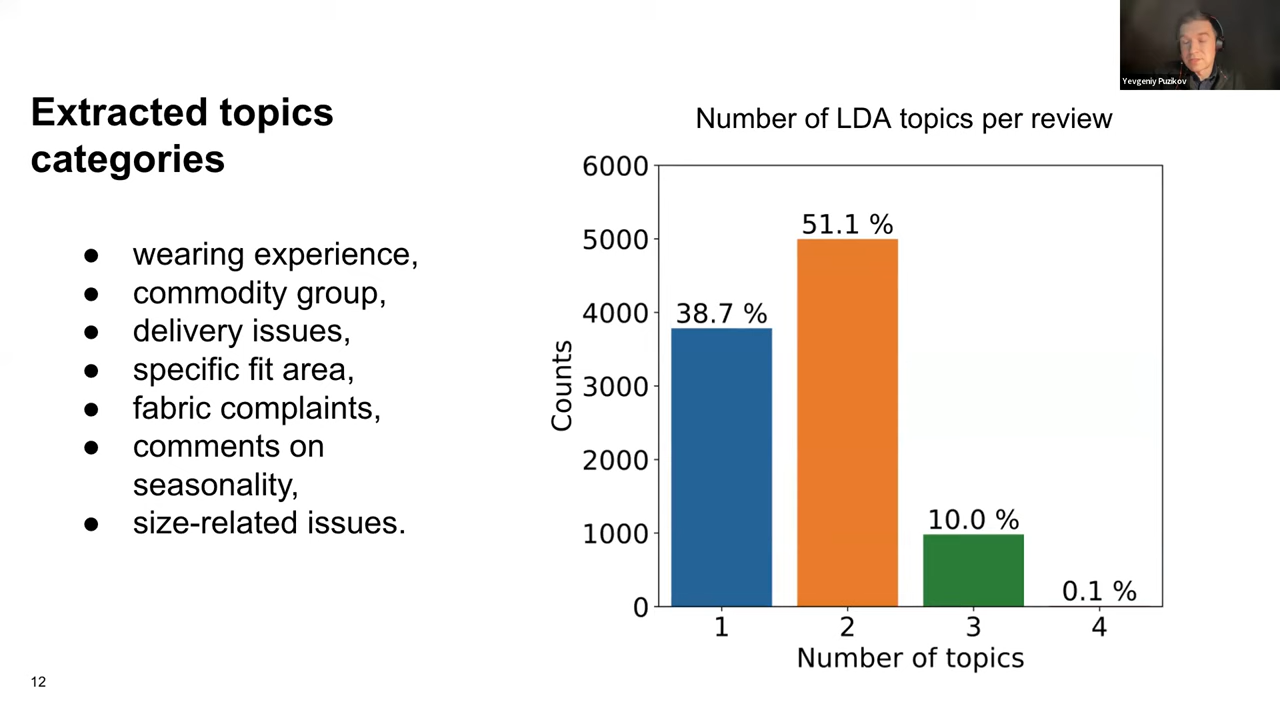 Yevgeniy Puzikov
Extracted topics
categories
● wearing experience,
● commodity group,
● delivery issues,
● specific fit area,
● fabric complaints,
● comments on
seasonality,
● size-related issues.
Number of LDA topics per review
6000
5000
4000
3000
2000
1000
0
Counts
38.7 %
51.1 %
10.0 %
0.1 %
1 2 3 4
Number of topics
12